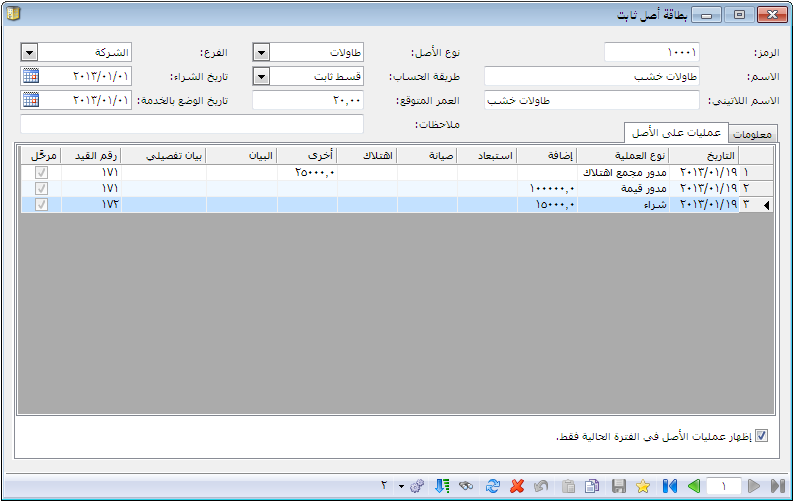 بطاقة أصل ثابت
الرمز: ١٠٠٠١ نوع الأصل: طاولات الفرع: الشركة
الاسم: طاولات خشب طريقة الحساب: قسط ثابت تاريخ الشراء: ٢٠١٣/٠١/٠١
الاسم اللاتيني: طاولات خشب العمر المتوقع: ٢٠,٠٠ تاريخ الوضع بالخدمة: ٢٠١٣/٠١/٠١
ملاحظات:
معلومات عمليات على الأصل
التاريخ نوع العملية إضافة استبعاد صيانة اهتلاك أخرى البيان بيان تفصيلي رقم القيد مرحّل
١ ٢٠١٣/٠١/١٩ مدور مجمع اهتلاك ٢٥٠٠٠,٠ ١٧١
٢ ٢٠١٣/٠١/١٩ مدور قيمة ١٠٠٠٠٠,٠ ١٧١
٣ ٢٠١٣/٠١/١٩ شراء ١٥٠٠٠,٠ ١٧٢
إظهار عمليات الأصل في الفترة الحالية فقط.
١ ٢